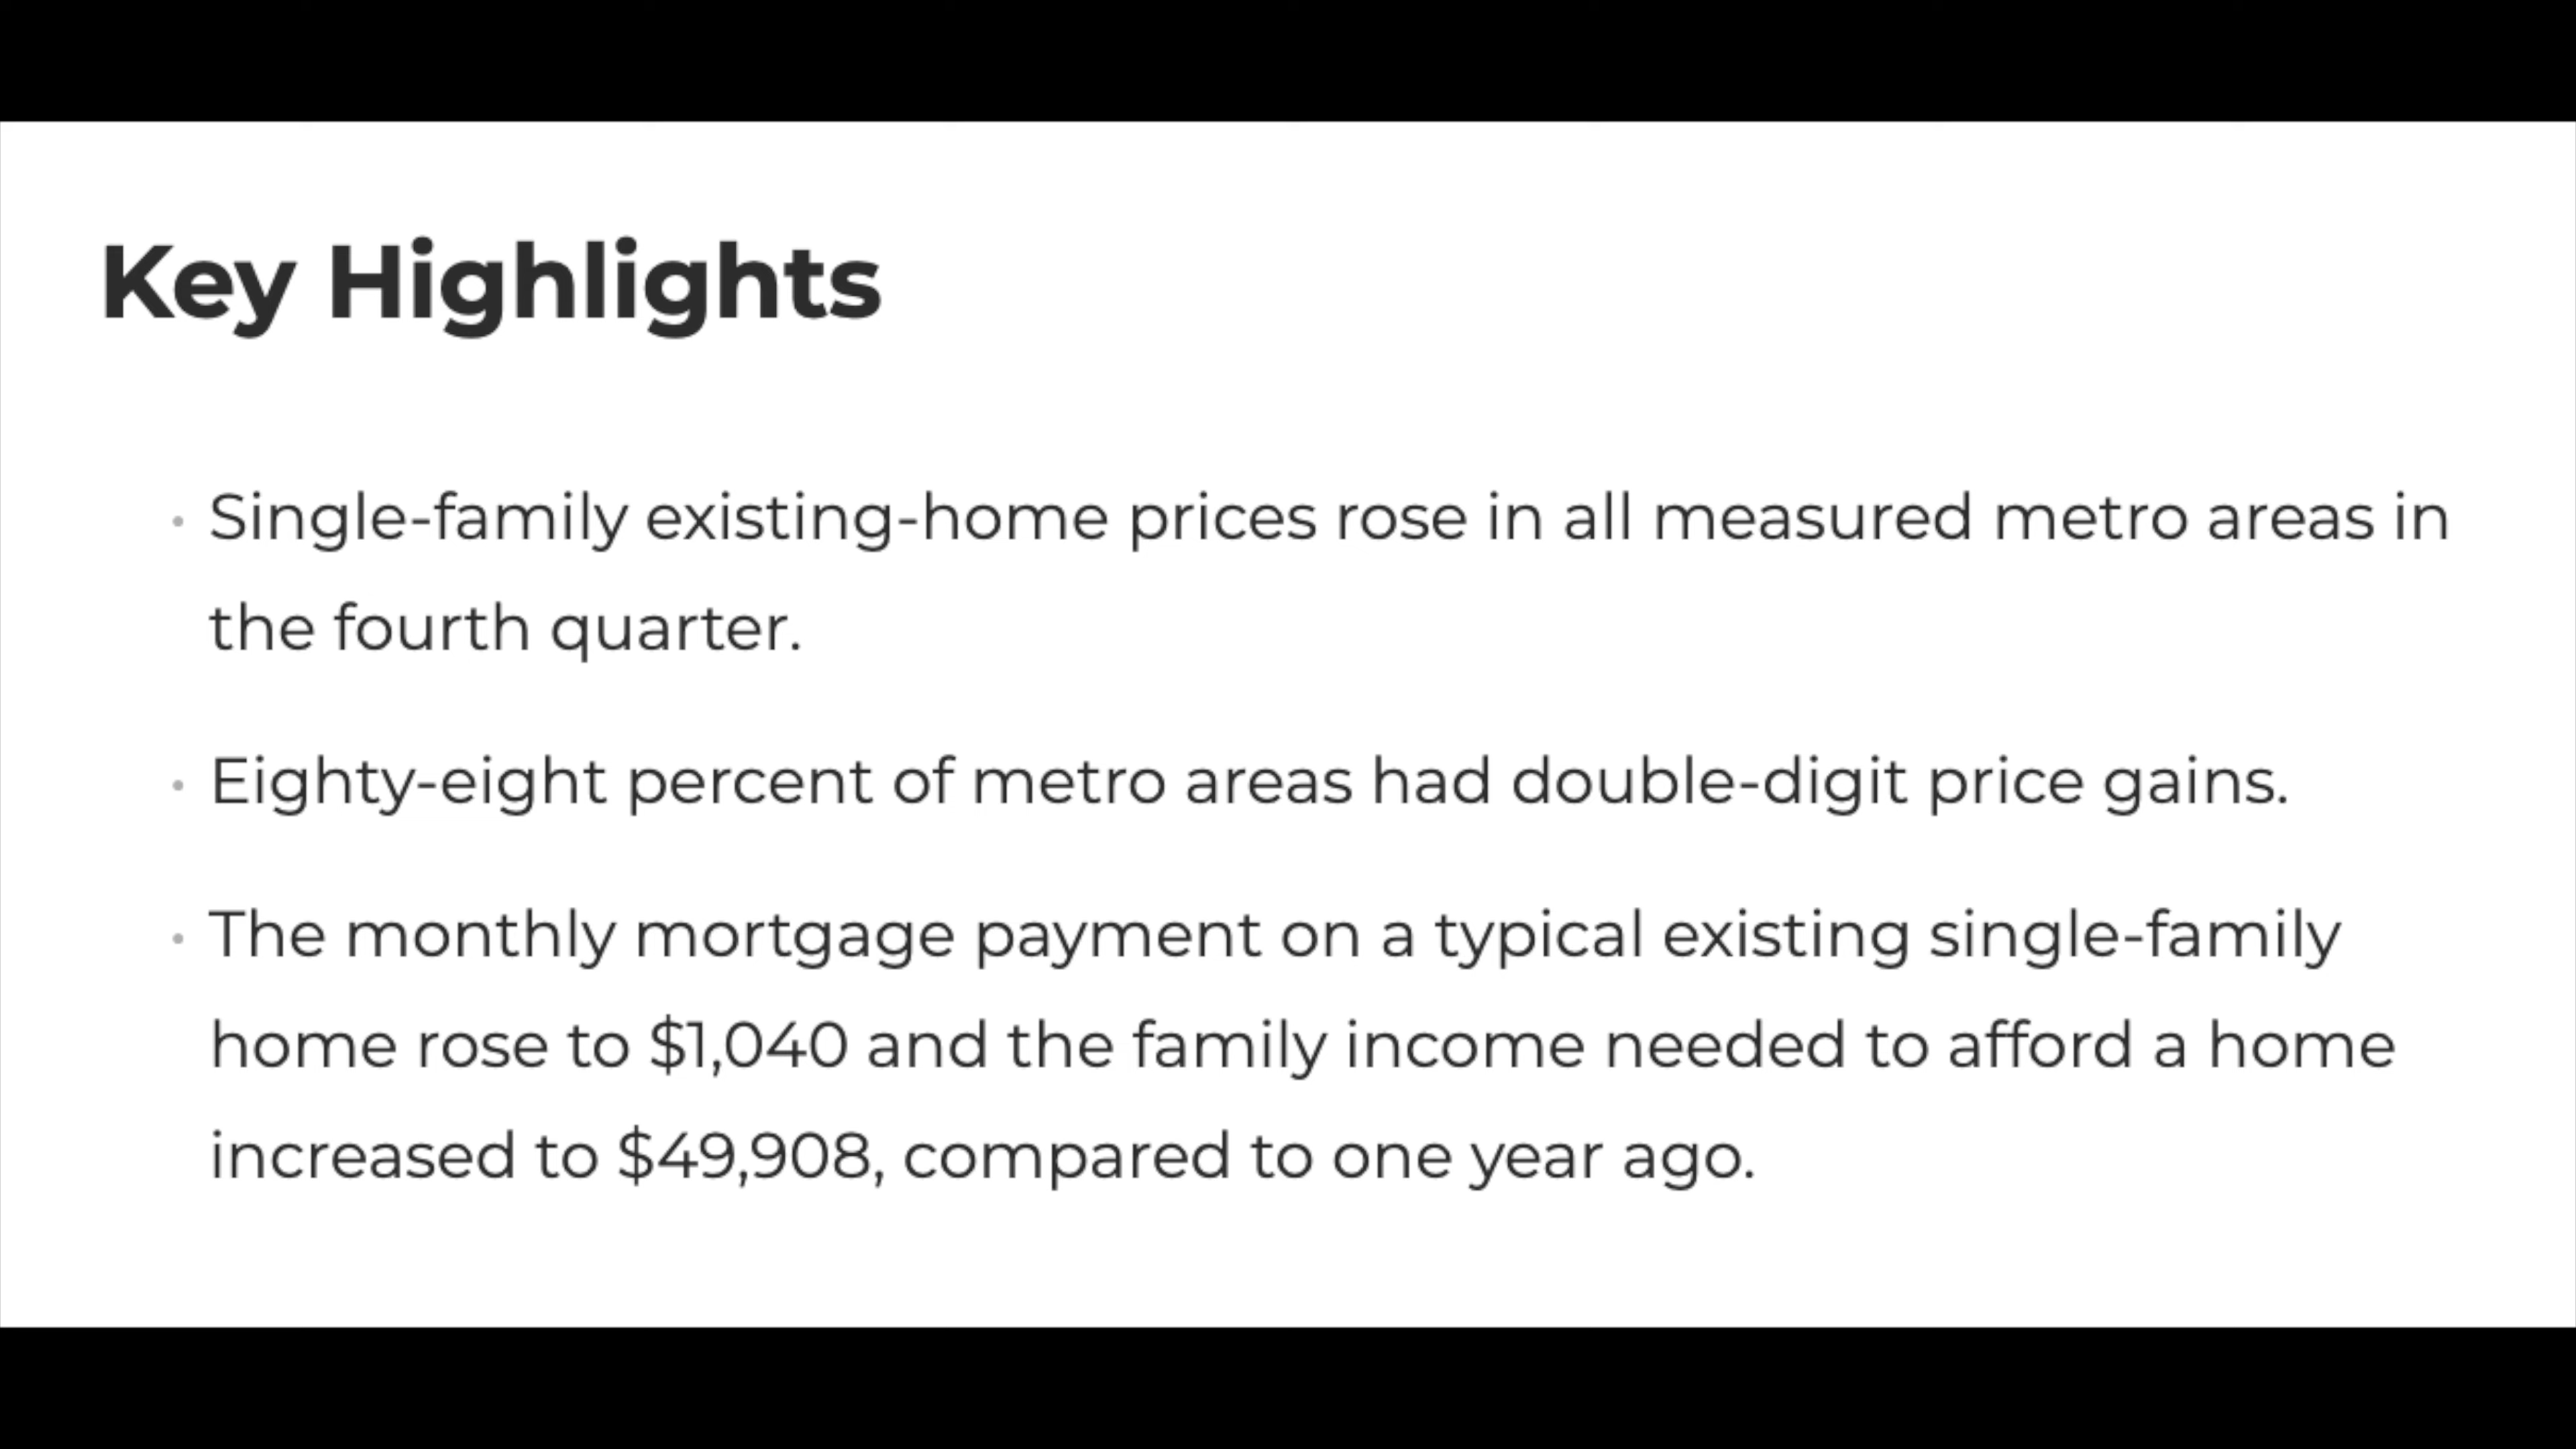 Key Highlights
• Single-family existing-home prices rose in all measured metro areas in
the fourth quarter.
• Eighty-eight percent of metro areas had double-digit price gains.
• The monthly mortgage payment on a typical existing single-family
home rose to $1,040 and the family income needed to afford a home
increased to $49,908, compared to one year ago.